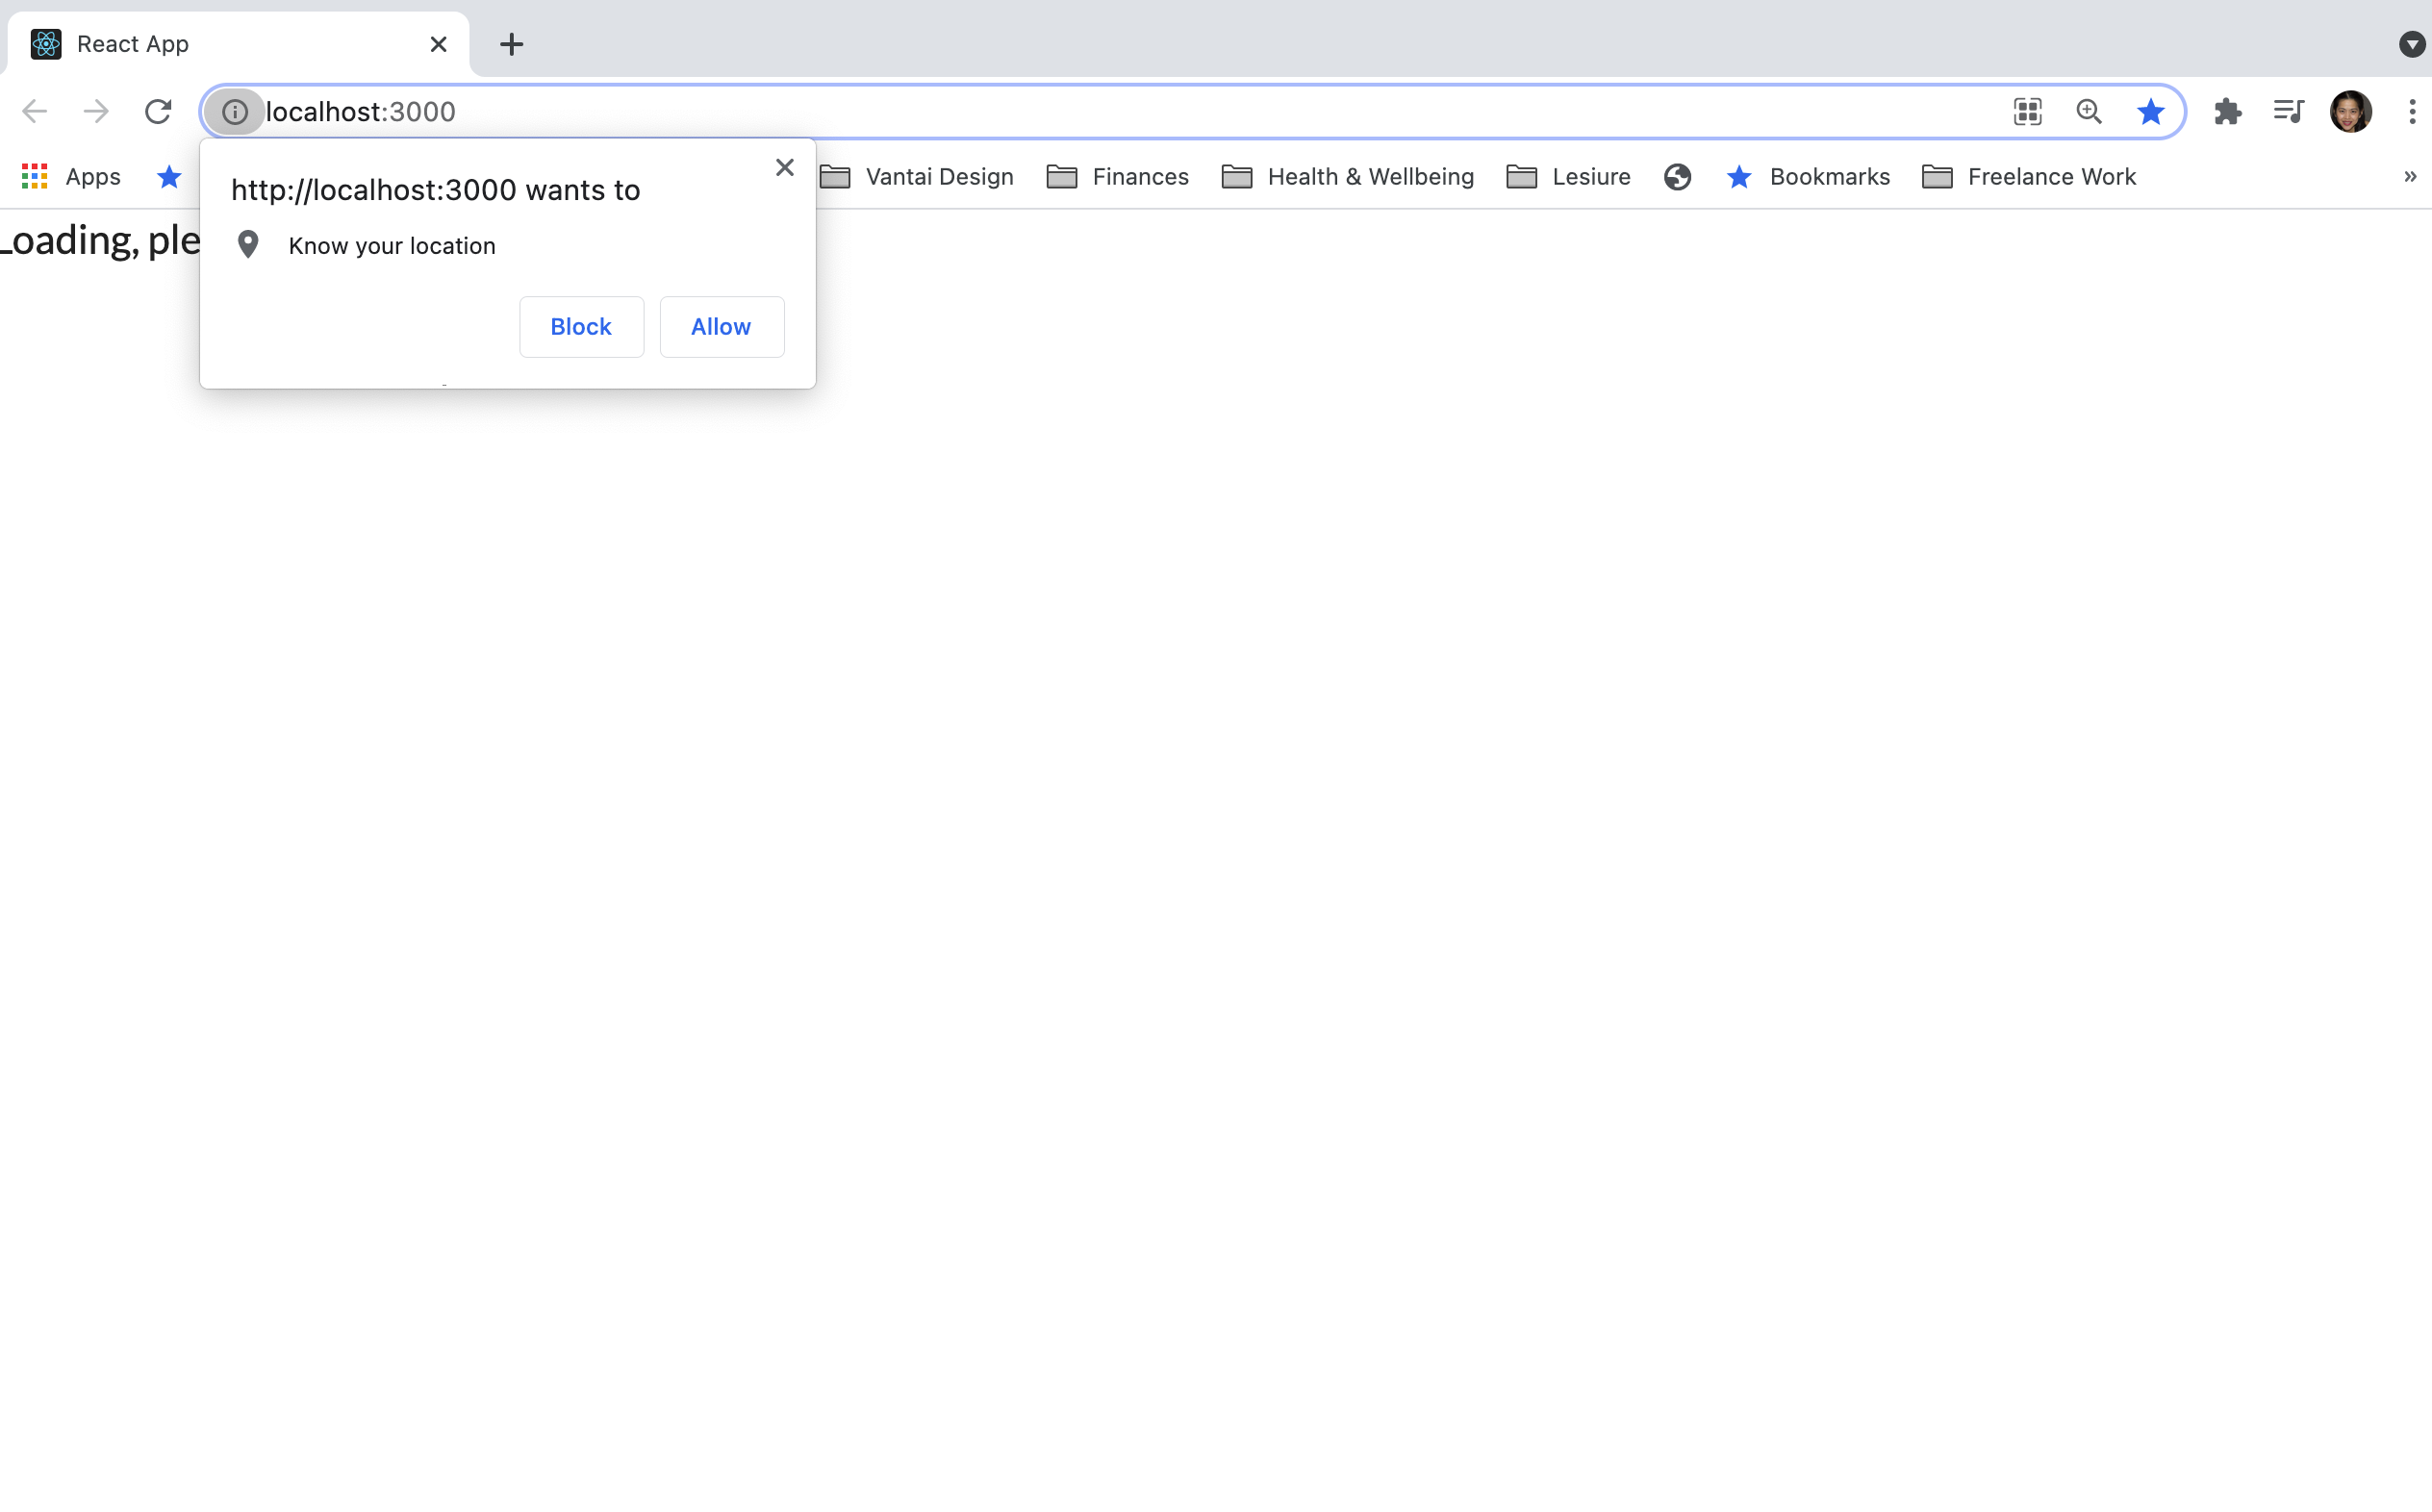 React App
localhost:3000
Apps
Vantai Design
Finances
Health & Wellbeing
Lesiure
Bookmarks
Freelance Work
»
http://localhost:3000 wants to
Know your location
Block
Allow
Loading, ple